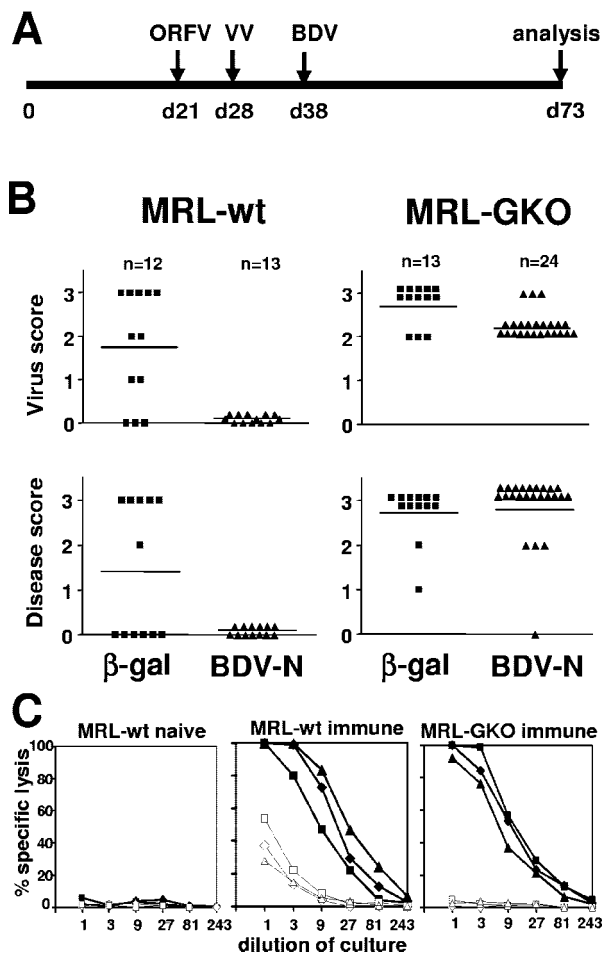 A
ORFV VV BDV analysis
0 d21 d28 d38 d73
B
MRL-wt MRL-GKO
n=12 n=13 n=13 n=24
Virus score
3 3
2 2
1 1
0 0
Disease score
3 3
2 2
1 1
0 0
β-gal BDV-N β-gal BDV-N
C
MRL-wt naive MRL-wt immune MRL-GKO immune
% specific lysis
100
80
60
40
20
0
1 3 9 27 81 243 1 3 9 27 81 243 1 3 9 27 81 243
dilution of culture